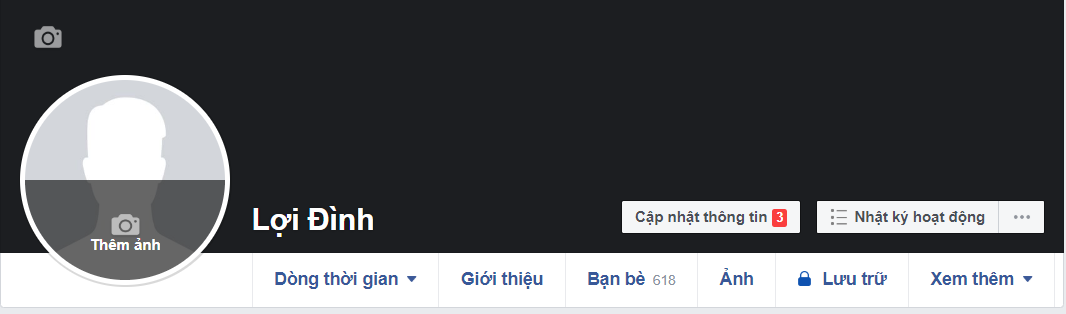 Thêm ảnh
Lợi Đình
Cập nhật thông tin 3
Nhật ký hoạt động
Dòng thời gian
Giới thiệu
Bạn bè 618
Ảnh
Lưu trữ
Xem thêm